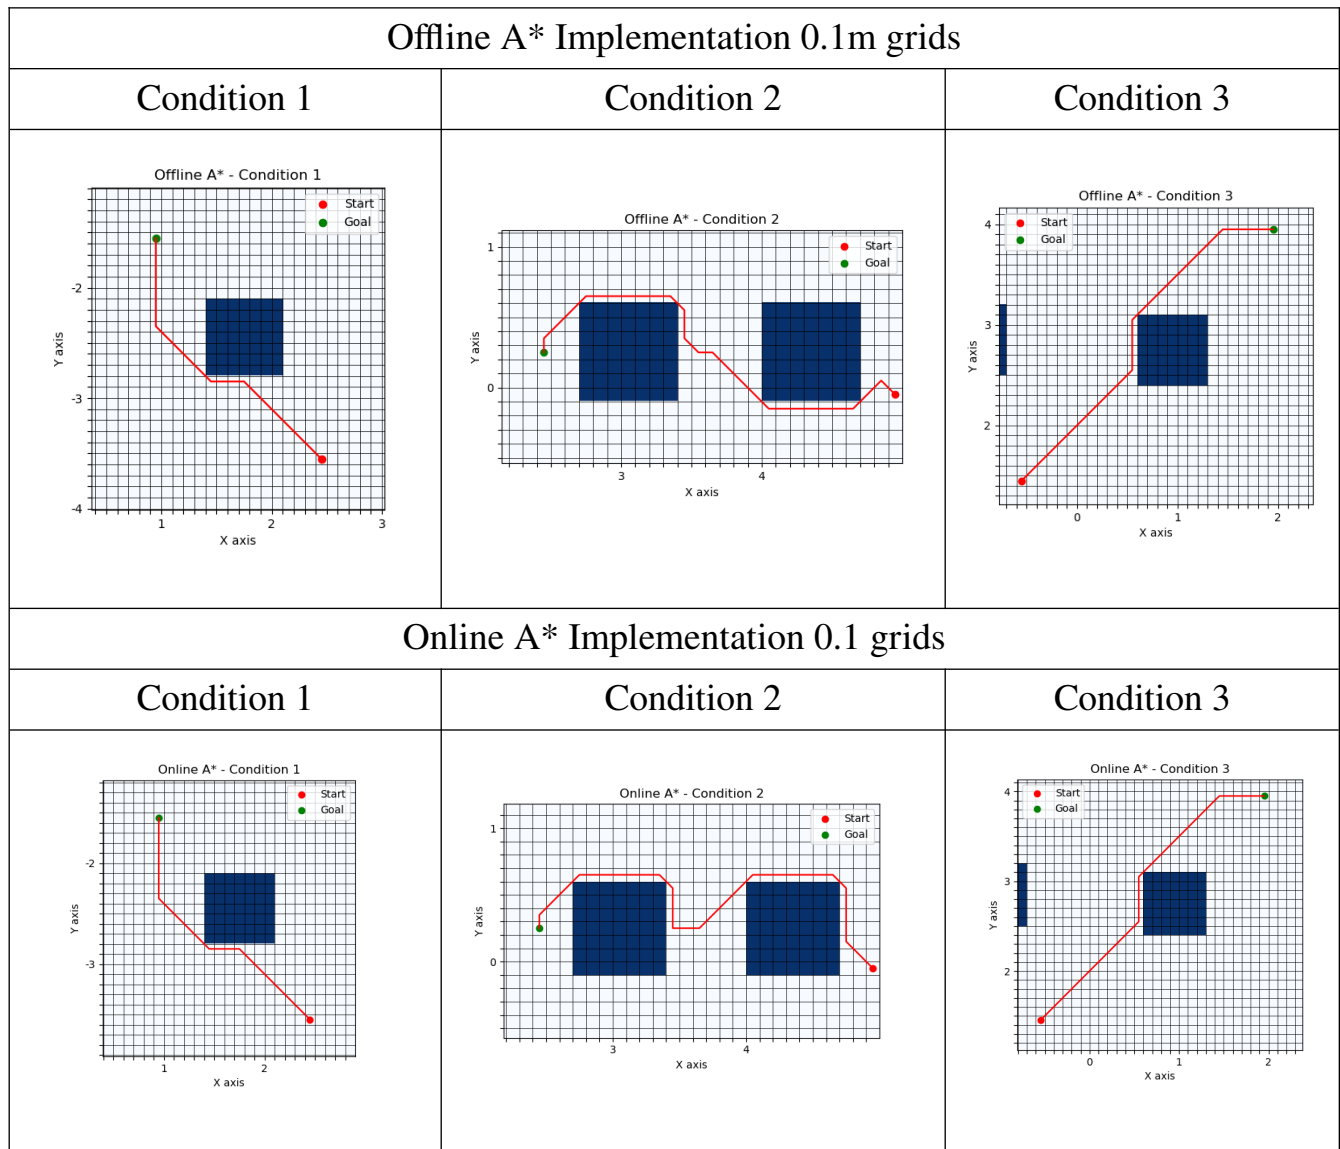 Offline A* Implementation 0.1m grids
Condition 1
Condition 2
Condition 3
Offline A* - Condition 1
Start
Goal
-2
-3
-4
Y axis
1
2
3
X axis
Offline A* - Condition 2
Start
Goal
1
0
Y axis
3
4
X axis
Offline A* - Condition 3
Start
Goal
4
3
2
Y axis
0
1
2
X axis
Online A* Implementation 0.1 grids
Condition 1
Condition 2
Condition 3
Online A* - Condition 1
Start
Goal
-2
-3
Y axis
1
2
X axis
Online A* - Condition 2
Start
Goal
1
0
Y axis
3
4
X axis
Online A* - Condition 3
Start
Goal
4
3
2
Y axis
0
1
2
X axis